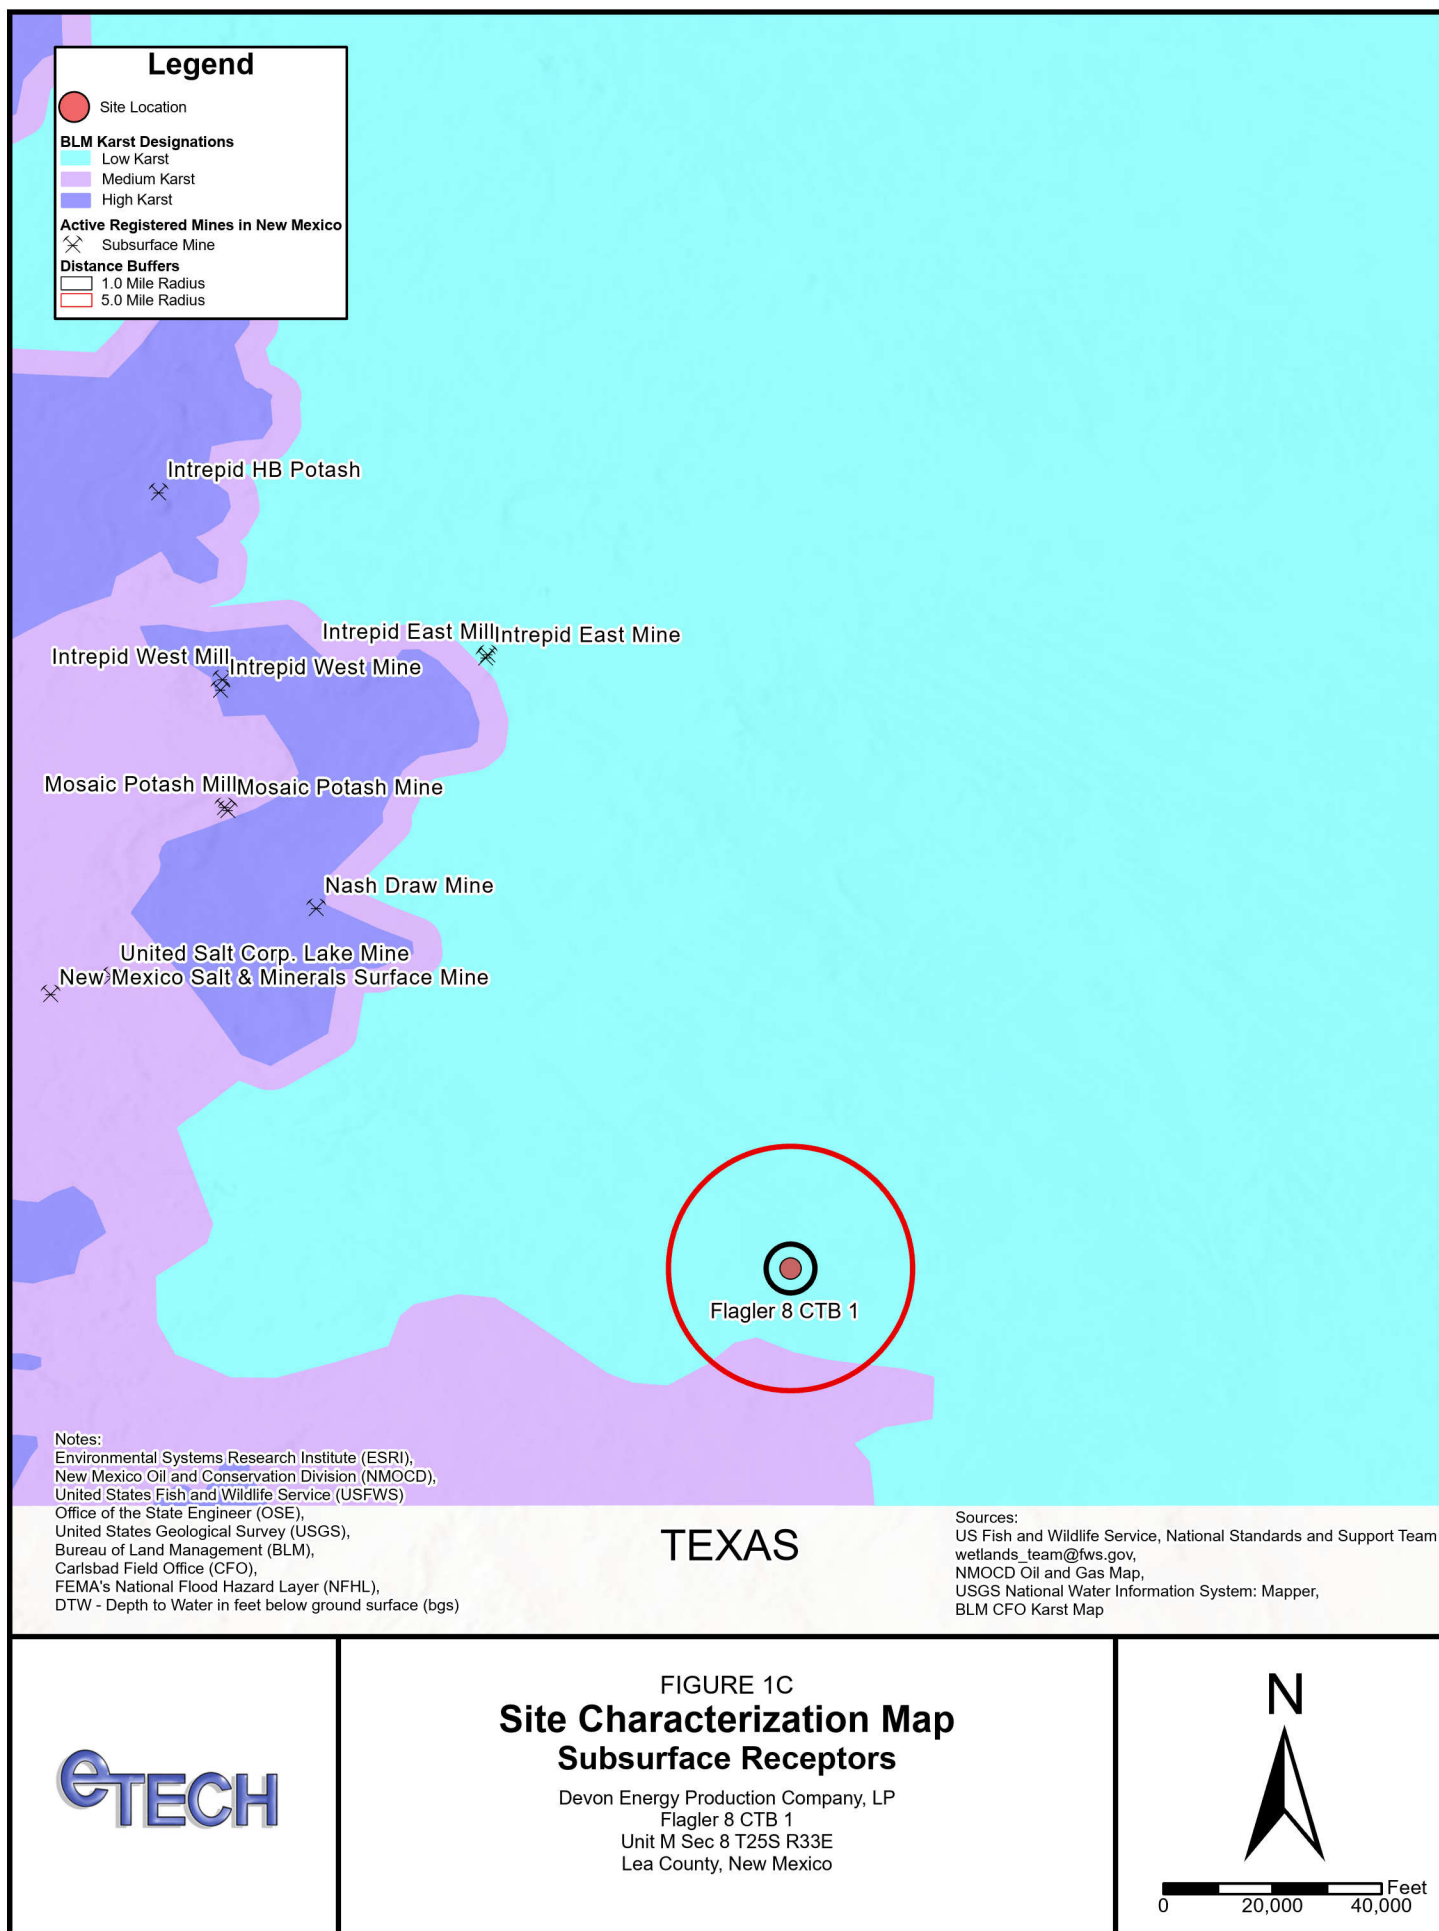 Legend
Site Location
BLM Karst Designations
Low Karst
Medium Karst
High Karst
Active Registered Mines in New Mexico
Subsurface Mine
Distance Buffers
1.0 Mile Radius
5.0 Mile Radius
Intrepid HB Potash
Intrepid East Mill
Intrepid East Mine
Intrepid West Mill
Intrepid West Mine
Mosaic Potash Mill
Mosaic Potash Mine
Nash Draw Mine
United Salt Corp. Lake Mine
New Mexico Salt & Minerals Surface Mine
Flagler 8 CTB 1
Notes:
Environmental Systems Research Institute (ESRI),
New Mexico Oil and Conservation Division (NMOCD),
United States Fish and Wildlife Service (USFWS)
Office of the State Engineer (OSE),
United States Geological Survey (USGS),
Bureau of Land Management (BLM),
Carlsbad Field Office (CFO),
FEMA's National Flood Hazard Layer (NFHL),
DTW - Depth to Water in feet below ground surface (bgs)
TEXAS
Sources:
US Fish and Wildlife Service, National Standards and Support Team
wetlands_team@fws.gov,
NMOCD Oil and Gas Map,
USGS National Water Information System: Mapper,
BLM CFO Karst Map
eTECH
FIGURE 1C
Site Characterization Map
Subsurface Receptors
Devon Energy Production Company, LP
Flagler 8 CTB 1
Unit M Sec 8 T25S R33E
Lea County, New Mexico
N
Feet
0 20,000 40,000